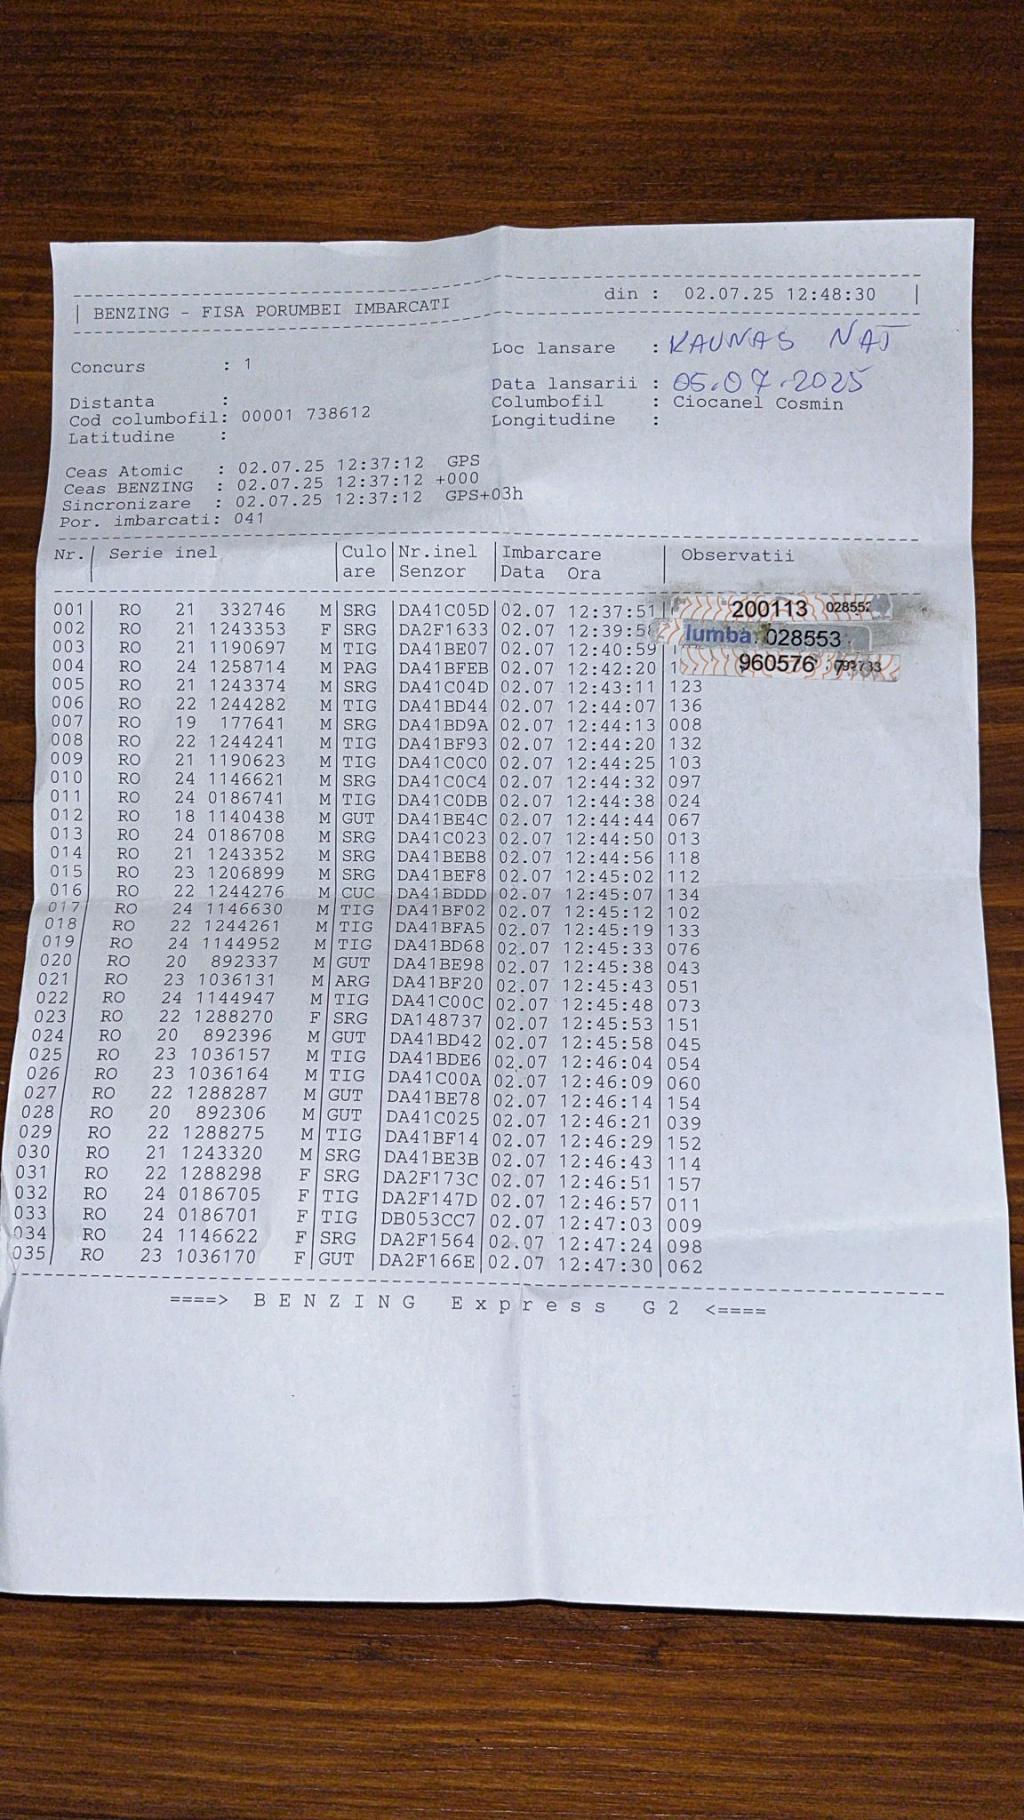 BENZING - FISA PORUMBEI IMBARCATI din : 02.07.25 12:48:30
Concurs : 1 Loc lansare : KAUNAS NAT
Distanta : Data lansarii : 05.07.2025
Cod columbofil: 00001 738612 Columbofil : Ciocanel Cosmin
Latitudine : Longitudine :
Ceas Atomic : 02.07.25 12:37:12 GPS
Ceas BENZING : 02.07.25 12:37:12 +000
Sincronizare : 02.07.25 12:37:12 GPS+03h
Por. imbarcati: 041
Nr. | Serie inel | Culo | Nr.inel | Imbarcare | Observatii
are | Senzor | Data Ora
001| RO 21 332746 M|SRG|DA41C05D|02.07 12:37:51| 200113 028552
002| RO 21 1243353 F|SRG|DA2F1633|02.07 12:39:5 lumba 028553
003| RO 21 1190697 M|TIG|DA41BE07|02.07 12:40:59| 960576
004| RO 24 1258714 M|PAG|DA41BFEB|02.07 12:42:20|1
005| RO 21 1243374 M|SRG|DA41C04D|02.07 12:43:11|123
006| RO 22 1244282 M|TIG|DA41BD44|02.07 12:44:07|136
007| RO 19 177641 M|SRG|DA41BD9A|02.07 12:44:13|008
008| RO 22 1244241 M|TIG|DA41BF93|02.07 12:44:20|132
009| RO 21 1190623 M|TIG|DA41C0C0|02.07 12:44:25|103
010| RO 24 1146621 M|SRG|DA41C0C4|02.07 12:44:32|097
011| RO 24 0186741 M|TIG|DA41C0DB|02.07 12:44:38|024
012| RO 18 1140438 M|GUT|DA41BE4C|02.07 12:44:44|067
013| RO 24 0186708 M|SRG|DA41C023|02.07 12:44:50|013
014| RO 21 1243352 M|SRG|DA41BEB8|02.07 12:44:56|118
015| RO 23 1206899 M|SRG|DA41BEF8|02.07 12:45:02|112
016| RO 22 1244276 M|CUC|DA41BDDD|02.07 12:45:07|134
017| RO 24 1146630 M|TIG|DA41BF02|02.07 12:45:12|102
018| RO 22 1244261 M|TIG|DA41BFA5|02.07 12:45:19|133
019| RO 24 1144952 M|TIG|DA41BD68|02.07 12:45:33|076
020| RO 20 892337 M|GUT|DA41BE98|02.07 12:45:38|043
021| RO 23 1036131 M|ARG|DA41BF20|02.07 12:45:43|051
022| RO 24 1144947 M|TIG|DA41C00C|02.07 12:45:48|073
023| RO 22 1288270 F|SRG|DA148737|02.07 12:45:53|151
024| RO 20 892396 M|GUT|DA41BD42|02.07 12:45:58|045
025| RO 23 1036157 M|TIG|DA41BDE6|02.07 12:46:04|054
026| RO 23 1036164 M|TIG|DA41C00A|02.07 12:46:09|060
027| RO 22 1288287 M|GUT|DA41BE78|02.07 12:46:14|154
028| RO 20 892306 M|GUT|DA41C025|02.07 12:46:21|039
029| RO 22 1288275 M|TIG|DA41BF14|02.07 12:46:29|152
030| RO 21 1243320 M|SRG|DA41BE3B|02.07 12:46:43|114
031| RO 22 1288298 F|SRG|DA2F173C|02.07 12:46:51|157
032| RO 24 0186705 F|TIG|DA2F147D|02.07 12:46:57|011
033| RO 24 0186701 F|TIG|DB053CC7|02.07 12:47:03|009
034| RO 24 1146622 F|SRG|DA2F1564|02.07 12:47:24|098
035| RO 23 1036170 F|GUT|DA2F166E|02.07 12:47:30|062
====> BENZING Express G2 <====